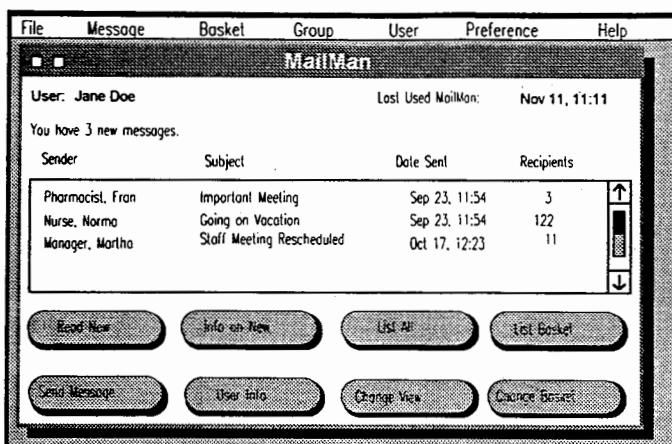 File Message Basket Group User Preference Help
MailMan
User: Jane Doe Last Used MailMan: Nov 11, 11:11
You have 3 new messages.
Sender Subject Date Sent Recipients
Pharmacist, Fran Important Meeting Sep 23, 11:54 3
Nurse, Norma Going on Vacation Sep 23, 11:54 122
Manager, Martha Staff Meeting Rescheduled Oct 17, 12:23 11
Read New Info on New List All List Basket
Send Message User Info Change View Change Basket